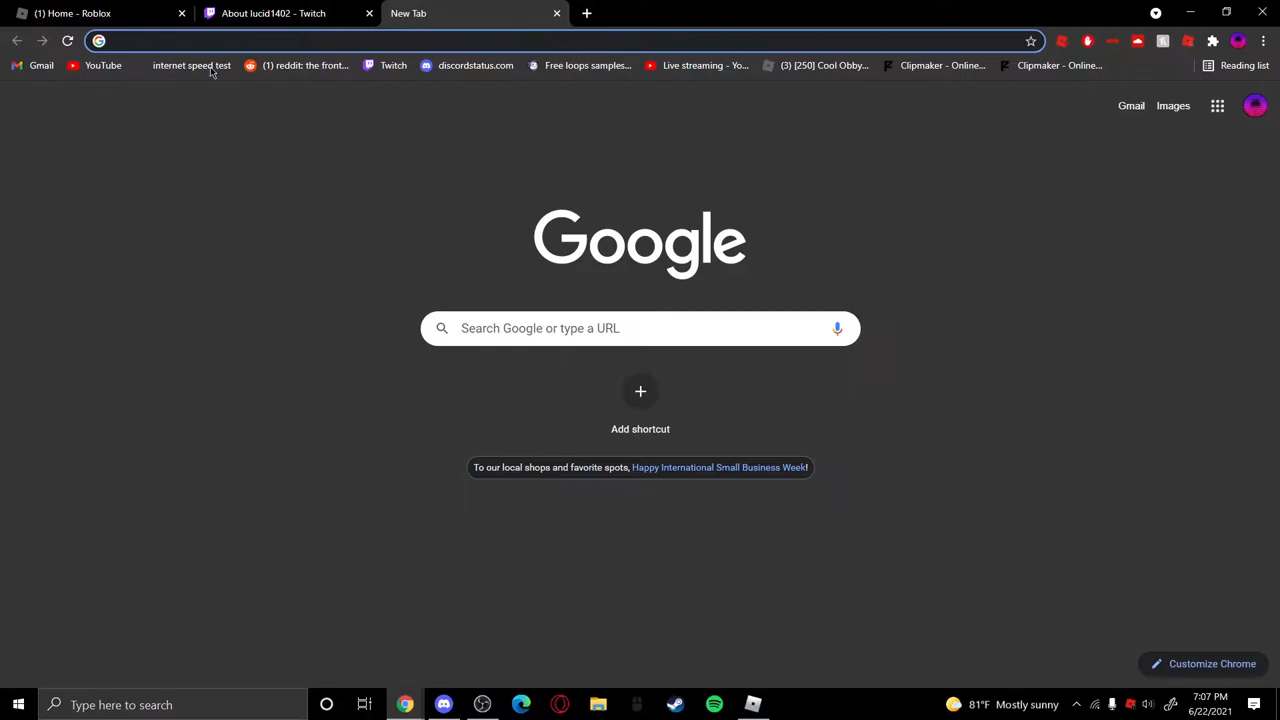 (1) Home - Roblox
About lucid1402 - Twitch
New Tab
Gmail
YouTube
internet speed test
(1) reddit: the front...
Twitch
discordstatus.com
Free loops samples...
Live streaming - Yo...
(3) [250] Cool Obby...
Clipmaker - Online...
Clipmaker - Online...
Reading list
Gmail
Images
Google
Search Google or type a URL
Add shortcut
To our local shops and favorite spots, Happy International Small Business Week!
Customize Chrome
Type here to search
81°F Mostly sunny
7:07 PM
6/22/2021